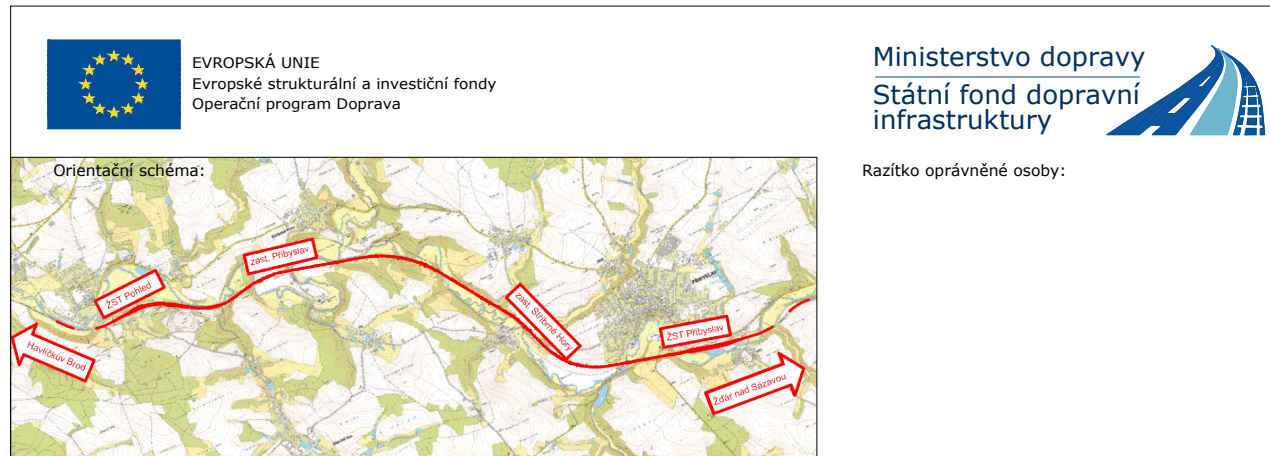 EVROPSKÁ UNIE
Evropské strukturální a investiční fondy
Operační program Doprava
Ministerstvo dopravy
Státní fond dopravní
infrastruktury
Orientační schéma:
Razítko oprávněné osoby:
zast. Přibyslav
ŽST Pohled
zast. Stříbrné Hory
ŽST Přibyslav
Havlíčkův Brod
Žďár nad Sázavou